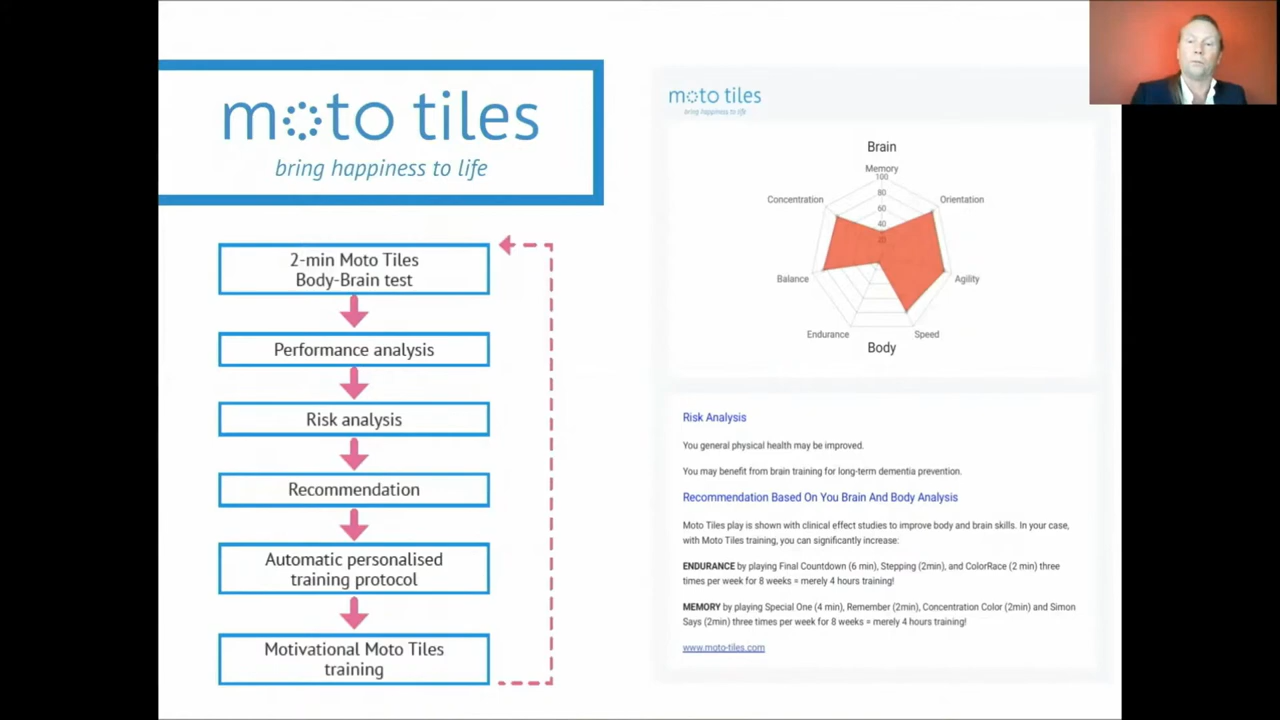 moto tiles
bring happiness to life
2-min Moto Tiles
Body-Brain test
Performance analysis
Risk analysis
Recommendation
Automatic personalised
training protocol
Motivational Moto Tiles
training
moto tiles
bring happiness to life
Brain
Memory
100
80
60
40
20
Concentration
Orientation
Balance
Agility
Endurance
Speed
Body
Risk Analysis
You general physical health may be improved.
You may benefit from brain training for long-term dementia prevention.
Recommendation Based On You Brain And Body Analysis
Moto Tiles play is shown with clinical effect studies to improve body and brain skills. In your case,
with Moto Tiles training, you can significantly increase:
ENDURANCE by playing Final Countdown (6 min), Stepping (2min), and ColorRace (2 min) three
times per week for 8 weeks = merely 4 hours training!
MEMORY by playing Special One (4 min), Remember (2min), Concentration Color (2min) and Simon
Says (2min) three times per week for 8 weeks = merely 4 hours training!
www.moto-tiles.com